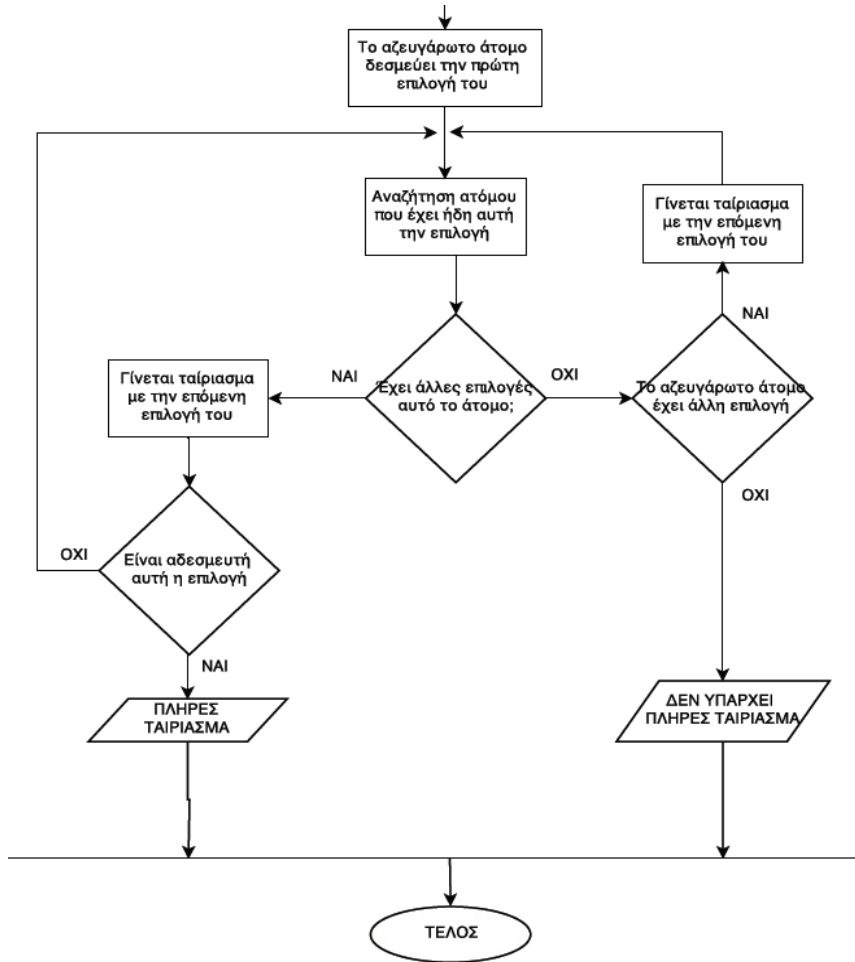 Το αζευγάρωτο άτομο
δεσμεύει την πρώτη
επιλογή του
Αναζήτηση ατόμου
που έχει ήδη αυτή
την επιλογή
Γίνεται ταίριασμα
με την επόμενη
επιλογή του
ΝΑΙ
Έχει άλλες επιλογές
αυτό το άτομο;
ΝΑΙ
ΟΧΙ
Το αζευγάρωτο άτομο
έχει άλλη επιλογή
Γίνεται ταίριασμα
με την επόμενη
επιλογή του
ΟΧΙ
Είναι αδεσμευτή
αυτή η επιλογή
ΟΧΙ
ΝΑΙ
ΠΛΗΡΕΣ
ΤΑΙΡΙΑΣΜΑ
ΔΕΝ ΥΠΑΡΧΕΙ
ΠΛΗΡΕΣ ΤΑΙΡΙΑΣΜΑ
ΤΕΛΟΣ